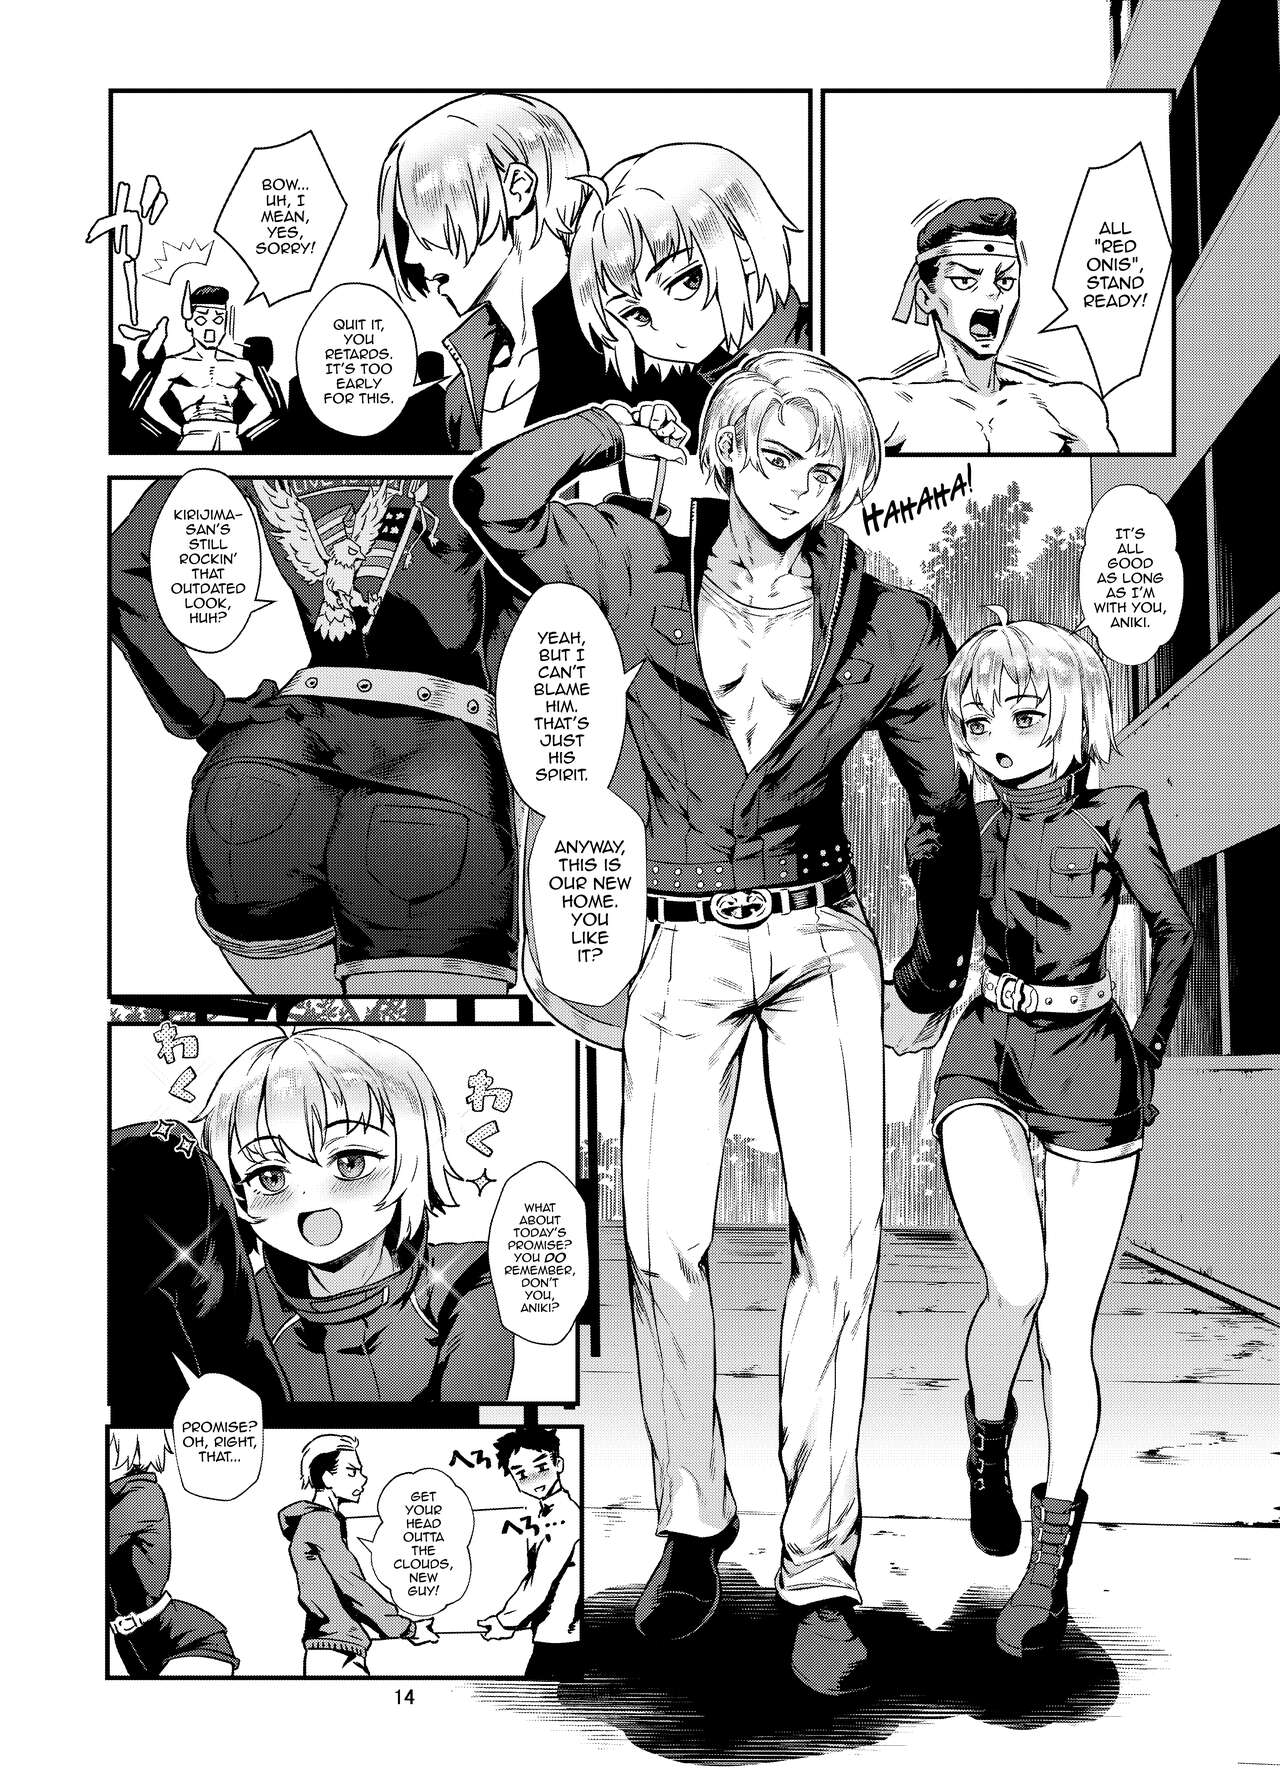 ALL
"RED
ONIS",
STAND
READY!
BOW...
UH, I
MEAN,
YES,
SORRY!
QUIT IT,
YOU
RETARDS.
IT'S TOO
EARLY
FOR THIS.
HAHAHA!
IT'S
ALL
GOOD
AS LONG
AS I'M
WITH YOU,
ANIKI.
KIRIJIMA-
SAN'S
STILL
ROCKIN'
THAT
OUTDATED
LOOK,
HUH?
YEAH,
BUT I
CAN'T
BLAME
HIM.
THAT'S
JUST
HIS
SPIRIT.
ANYWAY,
THIS IS
OUR NEW
HOME.
YOU
LIKE
IT?
わく
わく
WHAT
ABOUT
TODAY'S
PROMISE?
YOU DO
REMEMBER,
DON'T
YOU,
ANIKI?
PROMISE?
OH, RIGHT,
THAT...
へろ
へろ...
GET
YOUR
HEAD
OUTTA
THE
CLOUDS,
NEW
GUY!
14